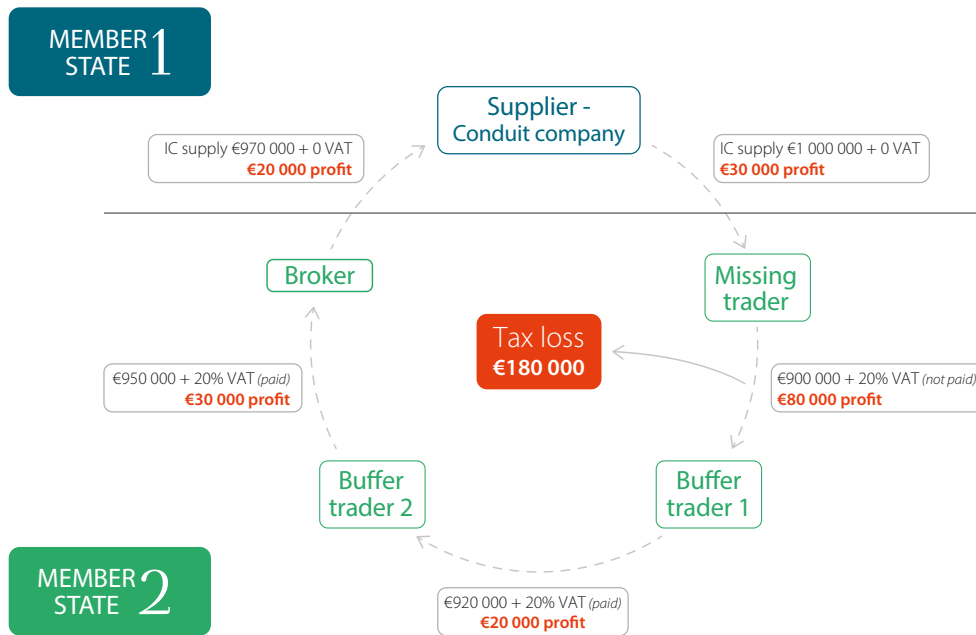 MEMBER
STATE 1
Supplier -
Conduit company
IC supply €970 000 + 0 VAT
€20 000 profit
IC supply €1 000 000 + 0 VAT
€30 000 profit
Broker
Missing
trader
Tax loss
€180 000
€950 000 + 20% VAT (paid)
€30 000 profit
€900 000 + 20% VAT (not paid)
€80 000 profit
Buffer
trader 2
Buffer
trader 1
MEMBER
STATE 2
€920 000 + 20% VAT (paid)
€20 000 profit